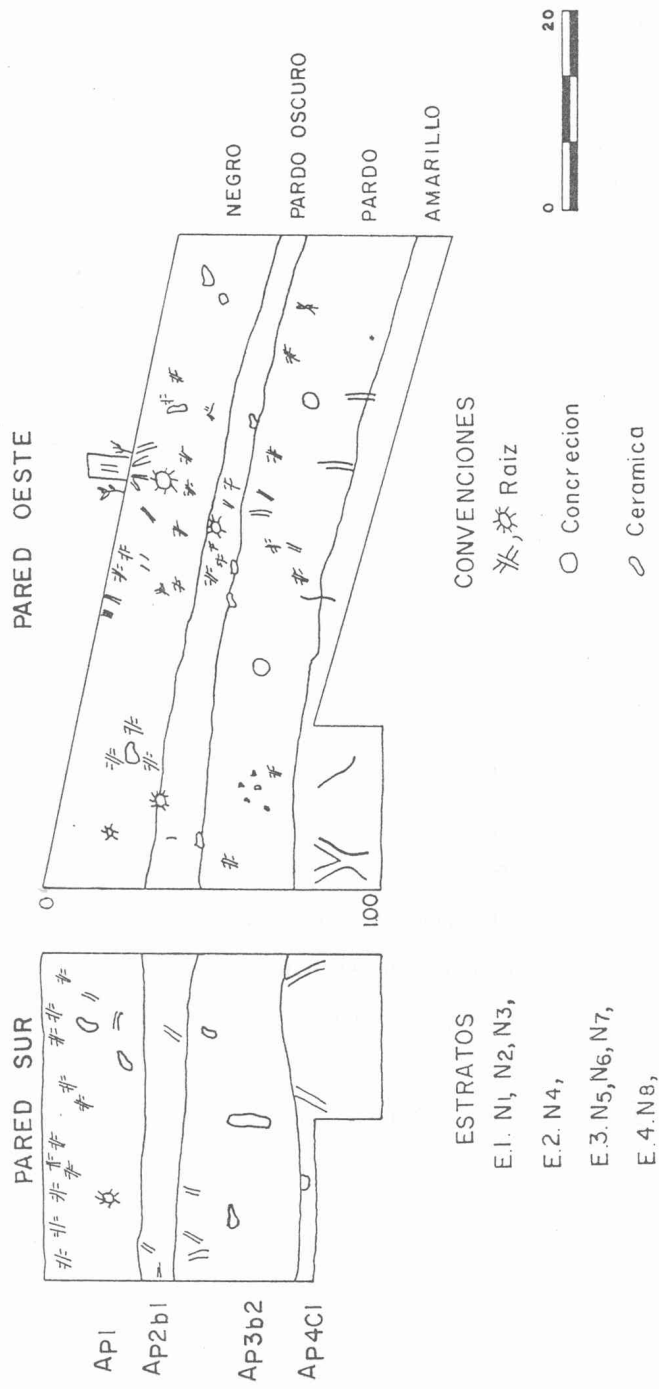 PARED SUR
PARED OESTE
0
100
Ap1
Ap2b1
Ap3b2
Ap4C1
NEGRO
PARDO OSCURO
PARDO
AMARILLO
ESTRATOS
E.1. N1, N2, N3,
E.2. N4,
E.3. N5, N6, N7,
E.4. N8,
CONVENCIONES
, Raiz
Concrecion
Ceramica
0 20